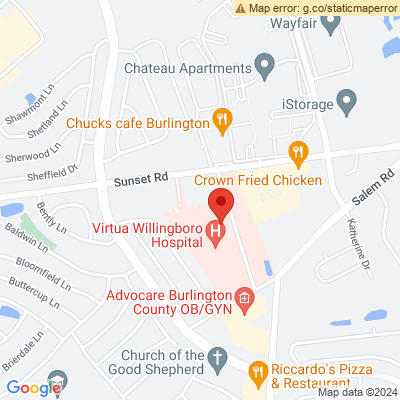 Map error: g.co/staticmaperror
Wayfair
Chateau Apartments
iStorage
Shawmont Ln
Shetland Ln
Chucks cafe Burlington
Sherwood Ln
Sheffield Dr
Sunset Rd
Crown Fried Chicken
Salem Rd
Bently Ln
Baldwin Ln
Virtua Willingboro
Hospital
H
Katherine Dr
Bloomfield Ln
Buttercup Ln
Advocare Burlington
County OB/GYN
Brierdale Ln
Church of the
Good Shepherd
Riccardo's Pizza
& Restaurant
Google
Map data ©2024